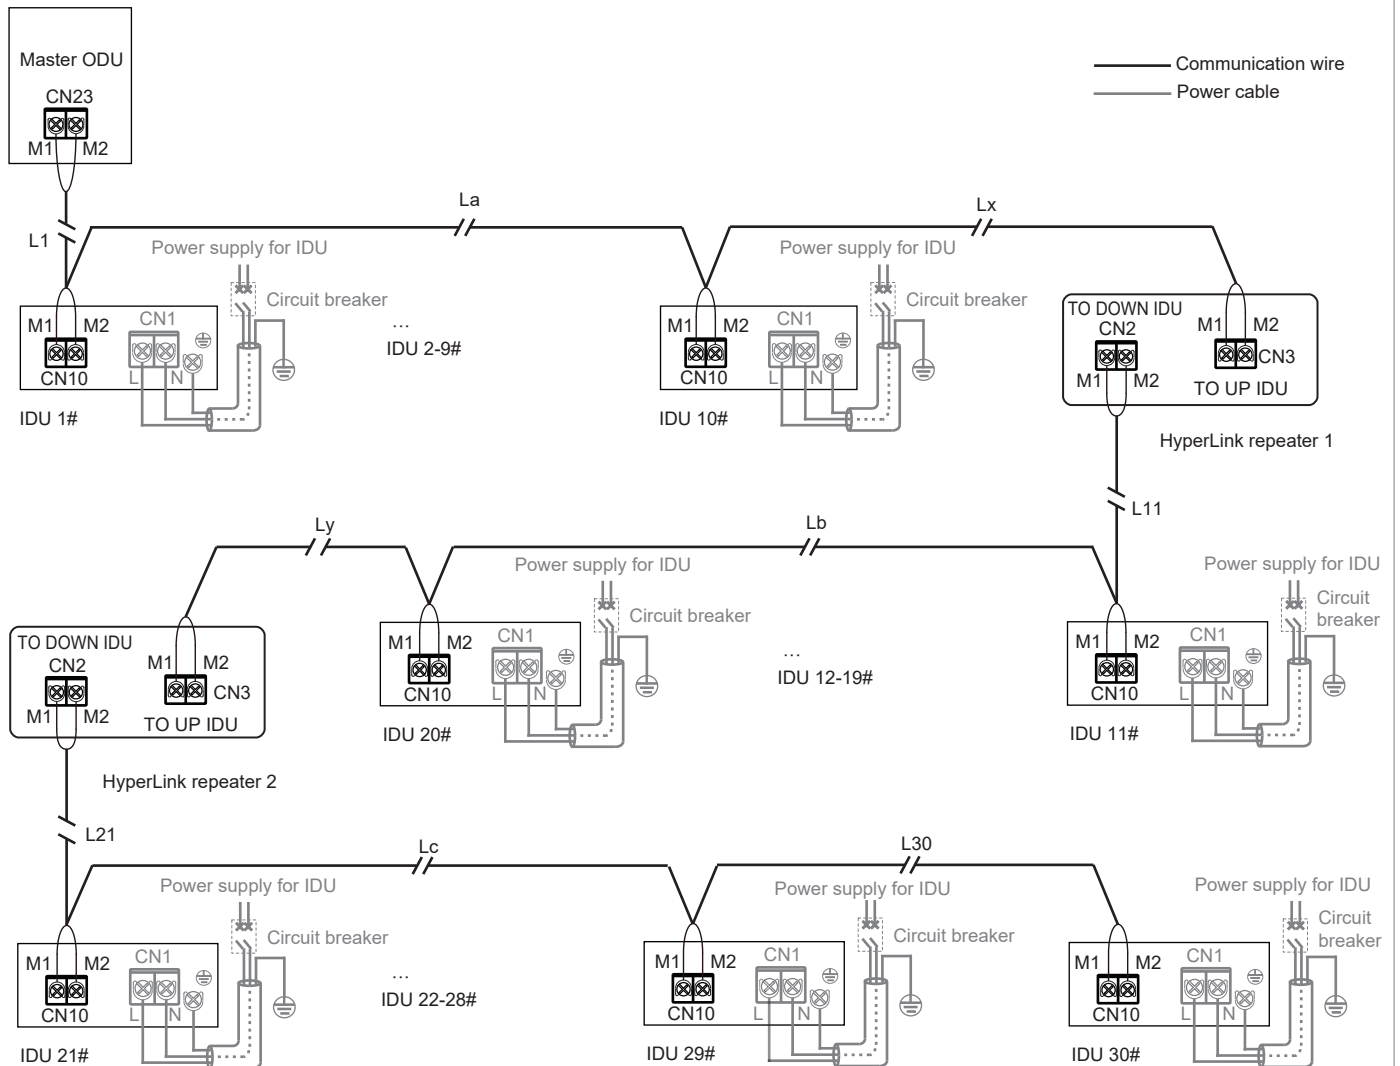 Master ODU
CN23
M1 M2
Communication wire
Power cable
L1
La
Lx
Power supply for IDU
Circuit breaker
M1 M2 CN1
CN10 L N
IDU 1#
...
IDU 2-9#
Power supply for IDU
Circuit breaker
M1 M2 CN1
CN10 L N
IDU 10#
TO DOWN IDU
CN2
M1 M2
M1 M2
CN3
TO UP IDU
HyperLink repeater 1
L11
Ly
Lb
TO DOWN IDU
CN2
M1 M2
M1 M2
CN3
TO UP IDU
HyperLink repeater 2
Power supply for IDU
Circuit breaker
M1 M2 CN1
CN10 L N
IDU 20#
...
IDU 12-19#
Power supply for IDU
Circuit
breaker
M1 M2 CN1
CN10 L N
IDU 11#
L21
Lc
L30
Power supply for IDU
Circuit breaker
M1 M2 CN1
CN10 L N
IDU 21#
...
IDU 22-28#
Power supply for IDU
Circuit breaker
M1 M2 CN1
CN10 L N
IDU 29#
Power supply for IDU
Circuit
breaker
M1 M2 CN1
CN10 L N
IDU 30#